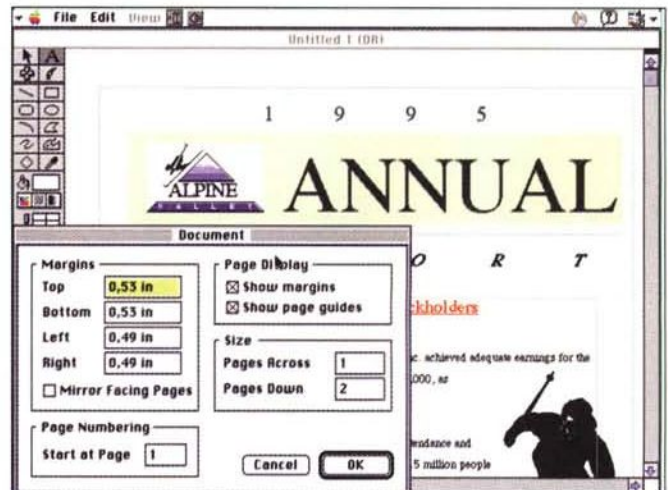 File Edit View
Untitled 1 (DR)
1 9 9 5
ALPINE
VALLEY
ANNUAL
O R T
ckholders
c. achieved adequate earnings for the
,000, as
tendance and
5 million people
Document
Margins
Top 0,53 in
Bottom 0,53 in
Left 0,49 in
Right 0,49 in
Mirror Facing Pages
Page Numbering
Start at Page 1
Page Display
Show margins
Show page guides
Size
Pages Across 1
Pages Down 2
Cancel OK